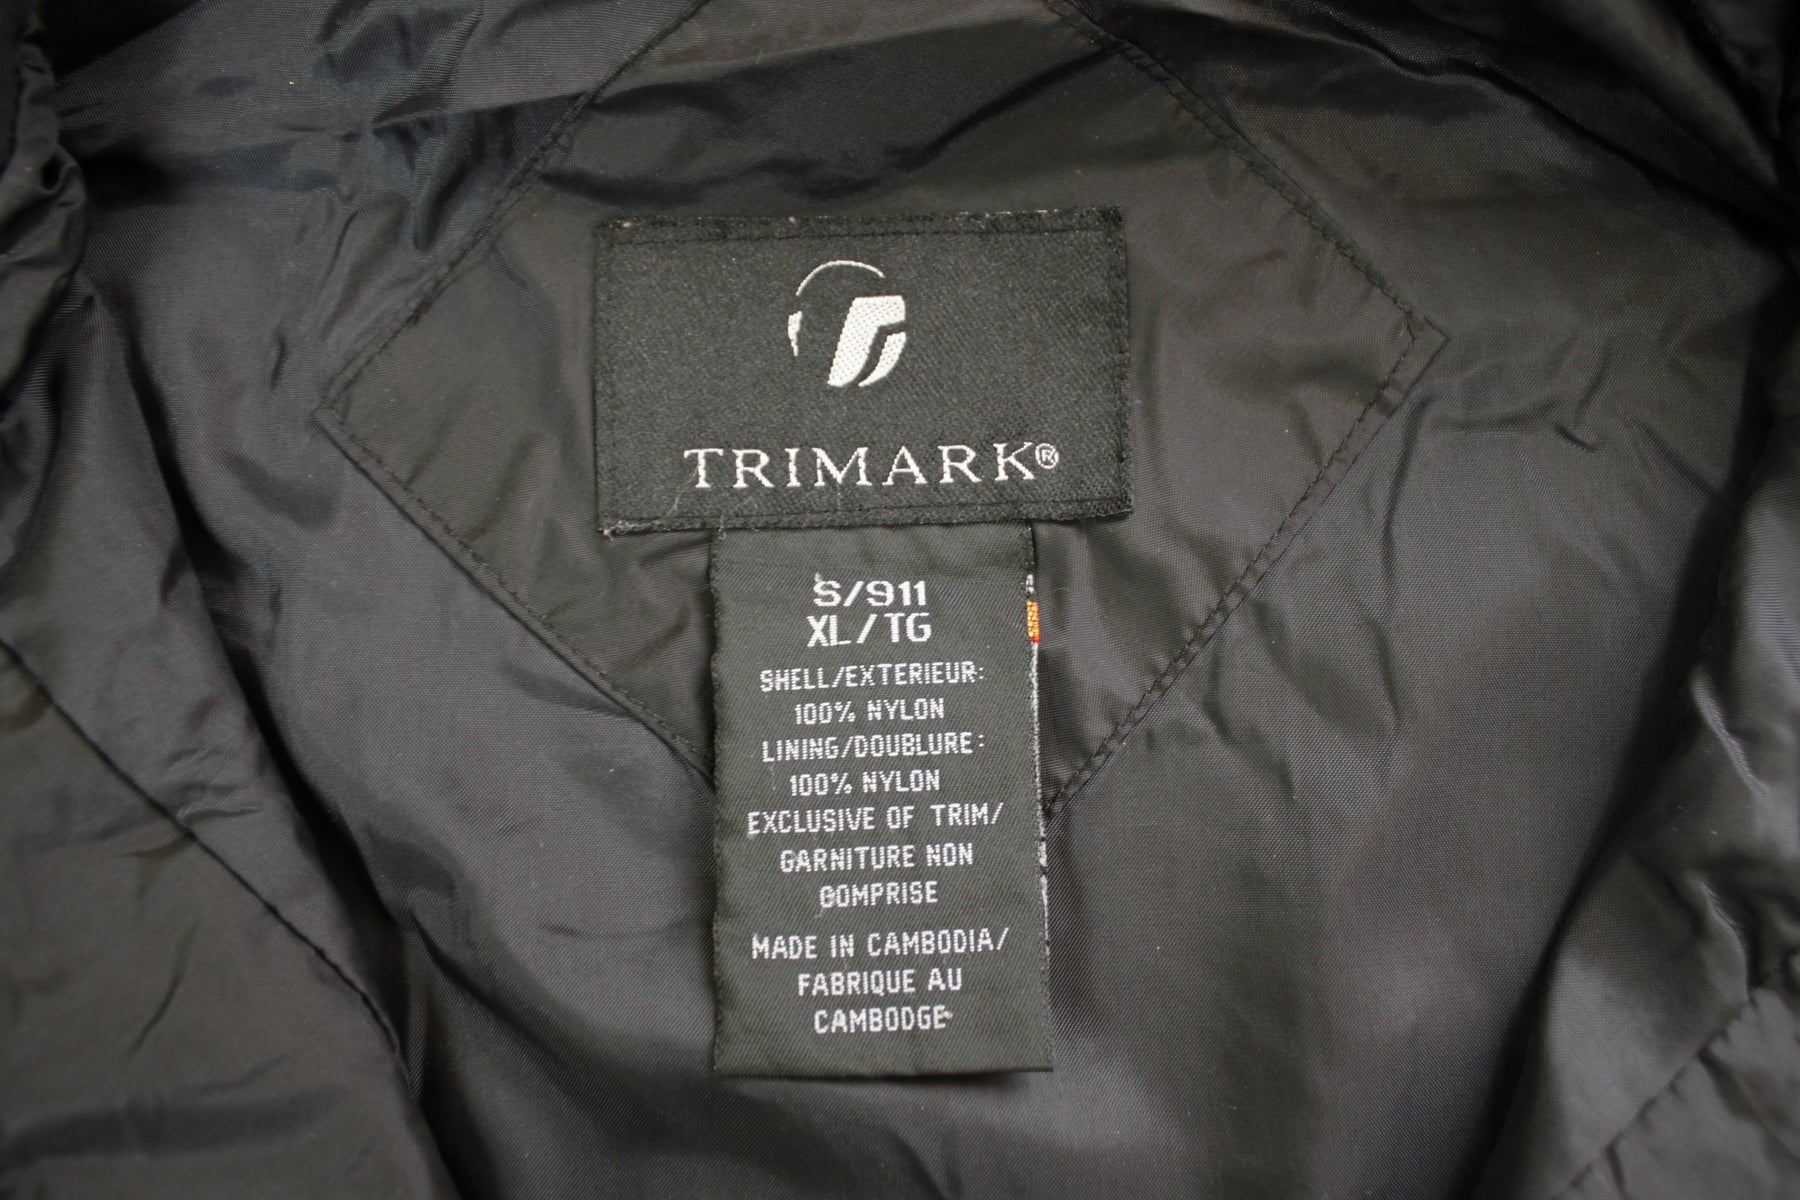 TRIMARK®
S/911
XL/TG
SHELL/EXTERIEUR:
100% NYLON
LINING/DOUBLURE:
100% NYLON
EXCLUSIVE OF TRIM/
GARNITURE NON
COMPRISE
MADE IN CAMBODIA/
FABRIQUE AU
CAMBODGE